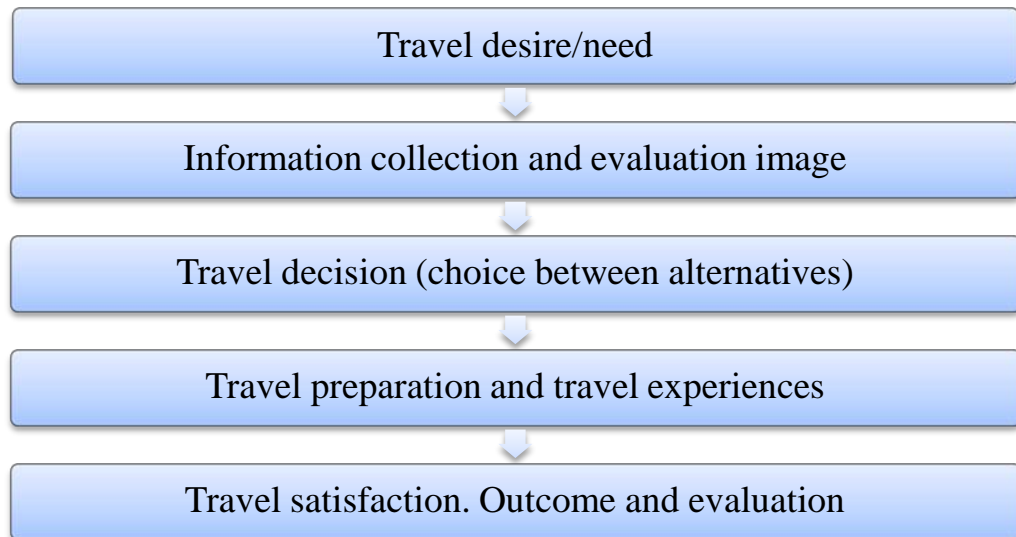 Travel desire/need
Information collection and evaluation image
Travel decision (choice between alternatives)
Travel preparation and travel experiences
Travel satisfaction. Outcome and evaluation